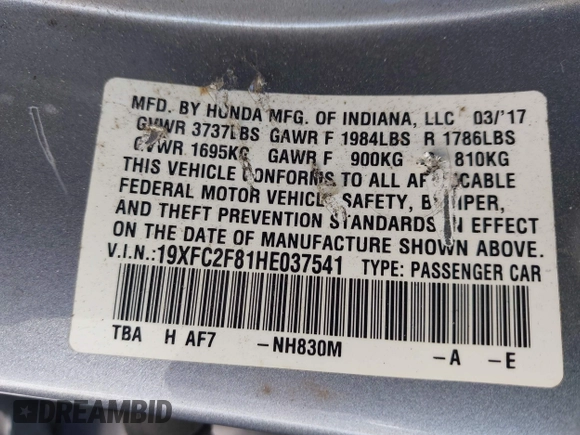 MFD. BY HONDA MFG. OF INDIANA, LLC 03/'17
GVWR 3737LBS GAWR F 1984LBS R 1786LBS
GVWR 1695KG GAWR F 900KG 810KG
THIS VEHICLE CONFORMS TO ALL APPLICABLE
FEDERAL MOTOR VEHICLE SAFETY, BUMPER,
AND THEFT PREVENTION STANDARDS IN EFFECT
ON THE DATE OF MANUFACTURE SHOWN ABOVE.
V.I.N.:19XFC2F81HE037541 TYPE: PASSENGER CAR
TBA H AF7 -NH830M -A -E
DREAMBID